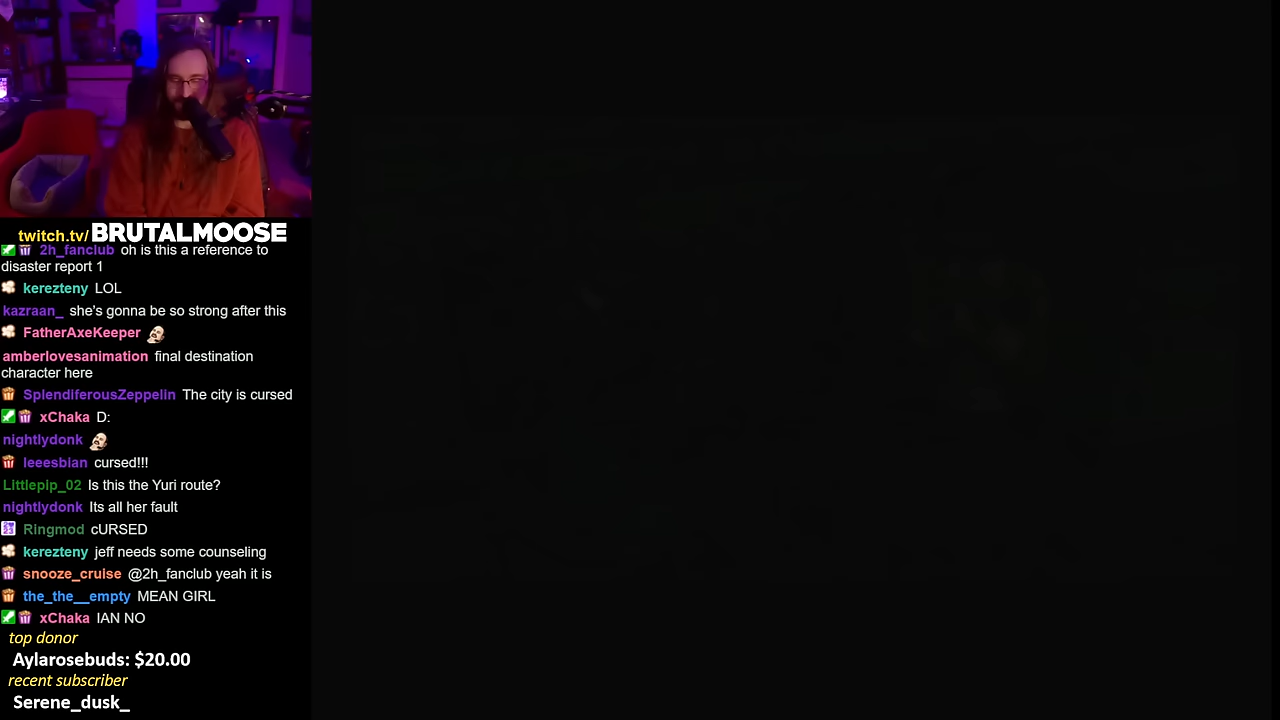 twitch.tv/BRUTALMOOSE
2h_fanclub oh is this a reference to
disaster report 1
kerezteny LOL
kazraan_ she's gonna be so strong after this
FatherAxeKeeper
amberlovesanimation final destination
character here
SplendiferousZeppelin The city is cursed
xChaka D:
nightlydonk
leeesbian cursed!!!
Littlepip_02 Is this the Yuri route?
nightlydonk Its all her fault
Ringmod cURSED
kerezteny jeff needs some counseling
snooze_cruise @2h_fanclub yeah it is
the_the__empty MEAN GIRL
xChaka IAN NO
top donor
Aylarosebuds: $20.00
recent subscriber
Serene_dusk_